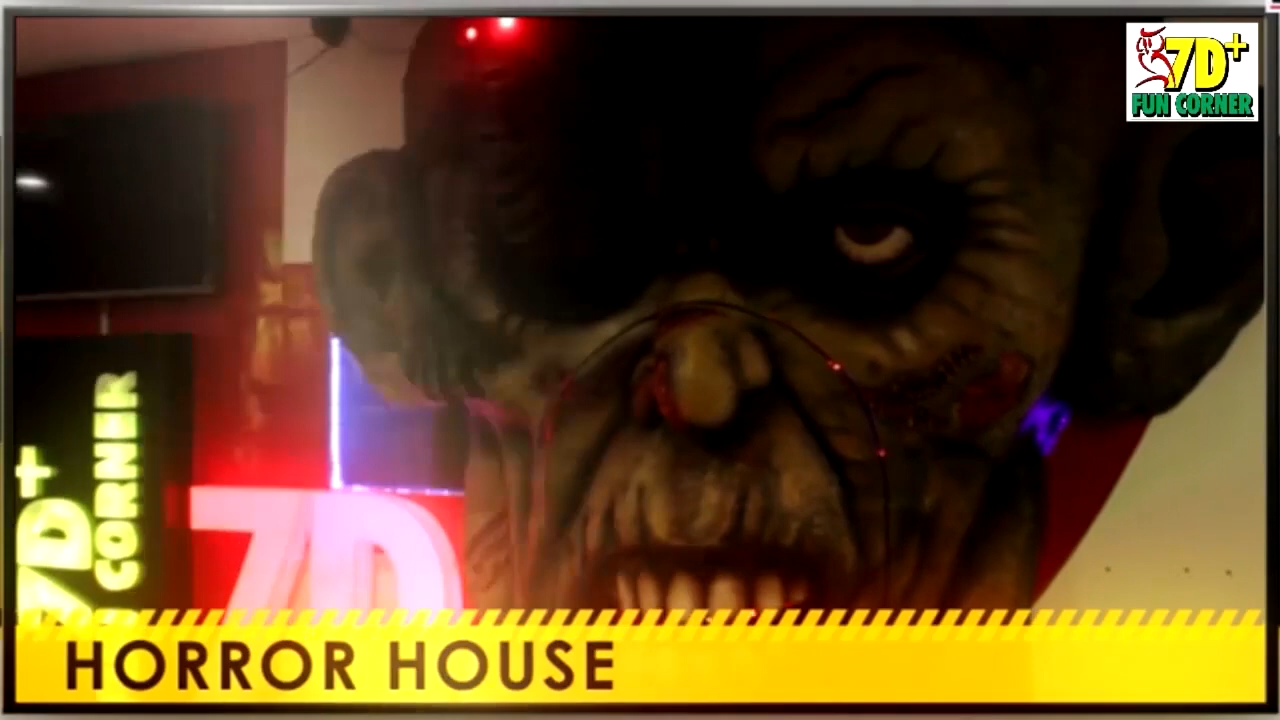 7D+
FUN CORNER
7D+
CORNER
7D
HORROR HOUSE